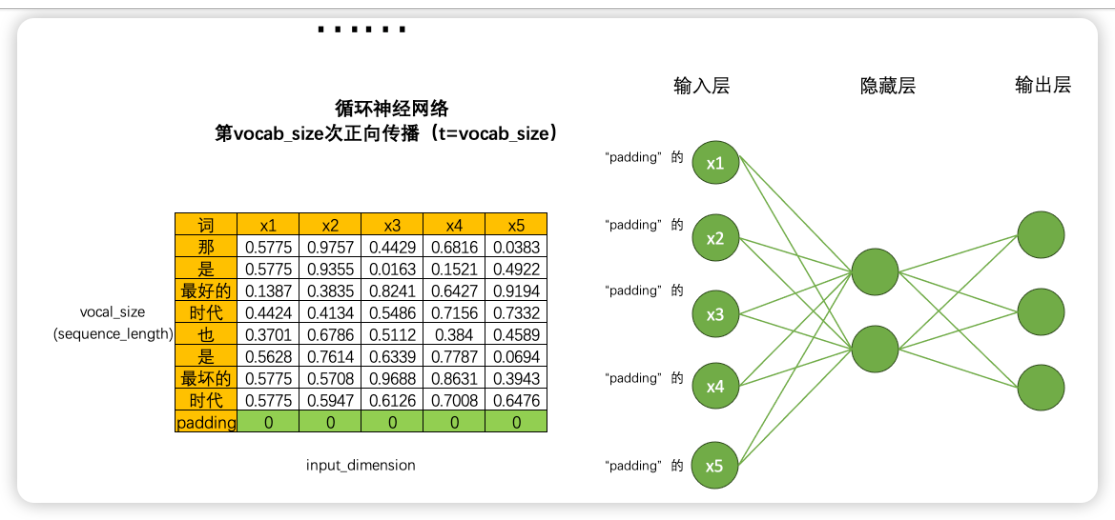 ......
循环神经网络
第vocab_size次正向传播（t=vocab_size）
词 x1 x2 x3 x4 x5
那 0.5775 0.9757 0.4429 0.6816 0.0383
是 0.5775 0.9355 0.0163 0.1521 0.4922
最好的 0.1387 0.3835 0.8241 0.6427 0.9194
时代 0.4424 0.4134 0.5486 0.7156 0.7332
也 0.3701 0.6786 0.5112 0.384 0.4589
是 0.5628 0.7614 0.6339 0.7787 0.0694
最坏的 0.5775 0.5708 0.9688 0.8631 0.3943
时代 0.5775 0.5947 0.6126 0.7008 0.6476
padding 0 0 0 0 0
vocal_size
(sequence_length)
input_dimension
输入层 隐藏层 输出层
“padding” 的 x1
“padding” 的 x2
“padding” 的 x3
“padding” 的 x4
“padding” 的 x5